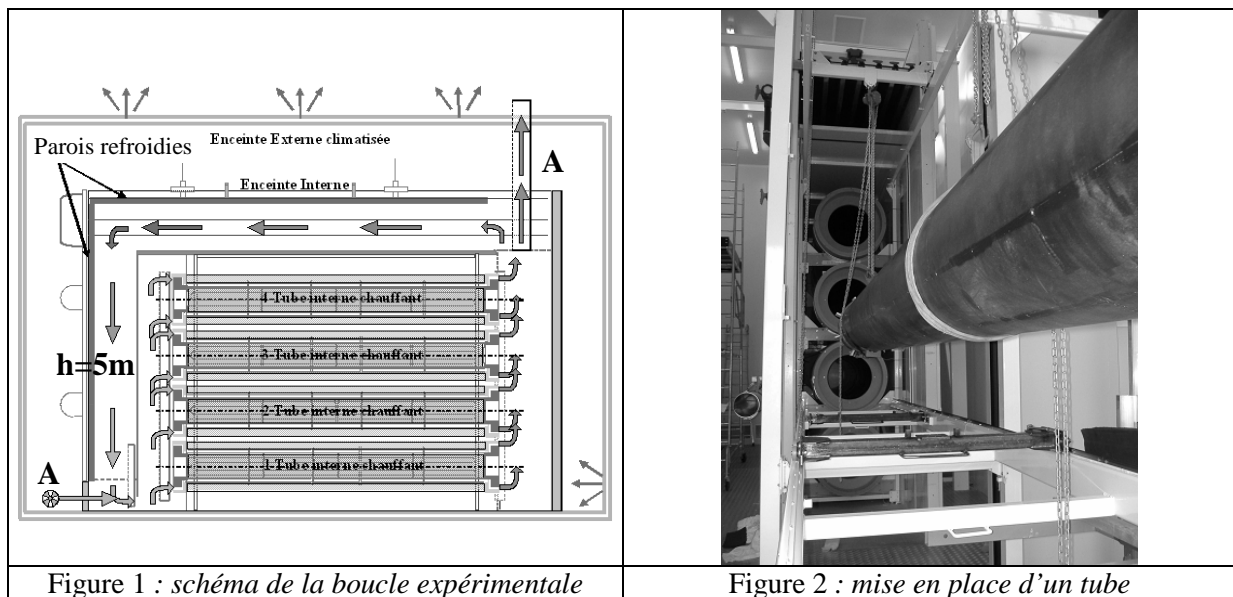 Enceinte Externe climatisée
Parois refroidies
A
Enceinte Interne
4-Tube interne chauffant
h=5m
3-Tube interne chauffant
2-Tube interne chauffant
1-Tube interne chauffant
A
Figure 1 : schéma de la boucle expérimentale
Figure 2 : mise en place d'un tube